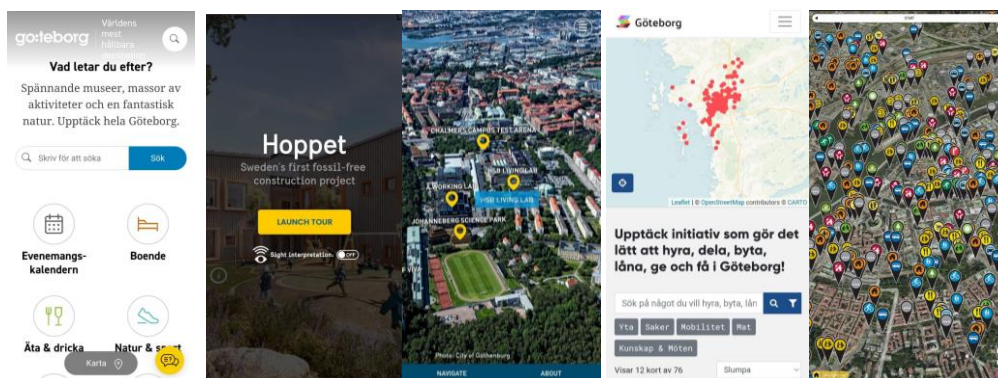 go:teborg
Världens
mest
hållbara
Vad letar du efter?
Spännande museer, massor av
aktiviteter och en fantastisk
natur. Upptäck hela Göteborg.
Skriv för att söka
Sök
Evenemangs-
kalendern
Boende
Äta & dricka
Natur & sport
Karta
Hoppet
Sweden's first fossil-free
construction project
LAUNCH TOUR
Sight interpretation:
OFF
CHALMERS CAMPUS TEST ARENA
HSB LIVING LAB
A WORKING LAB
HSB LIVING LAB
JOHANNEBERG SCIENCE PARK
F VIVA
Photo: City of Gothenburg
NAVIGATE
ABOUT
Göteborg
Leaflet | © OpenStreetMap contributors © CARTO
Upptäck initiativ som gör det
lätt att hyra, dela, byta,
låna, ge och få i Göteborg!
Sök på något du vill hyra, byta, lån
Yta Saker Mobilitet Mat
Kunskap & Möten
Visar 12 kort av 76
Slumpa
START